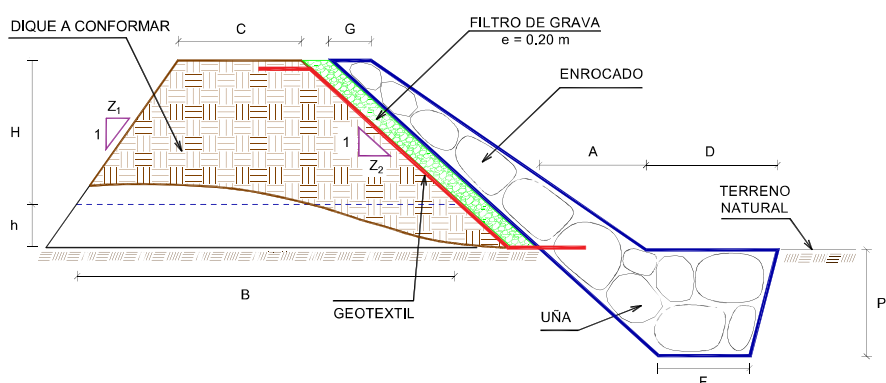 DIQUE A CONFORMAR
C
G
FILTRO DE GRAVA
e = 0,20 m
ENROCADO
Z1
1
H
1
Z2
A
D
TERRENO
NATURAL
h
B
GEOTEXTIL
UÑA
P